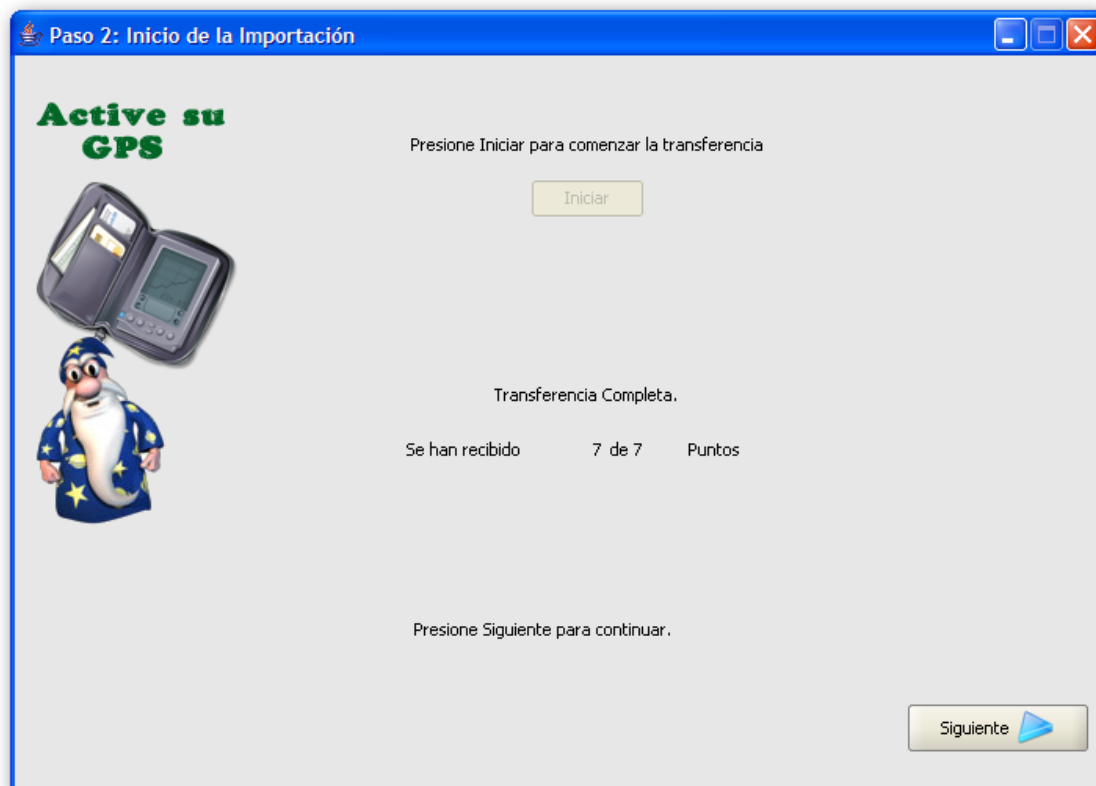 Paso 2: Inicio de la Importación
Active su
GPS
Presione Iniciar para comenzar la transferencia
Iniciar
Transferencia Completa.
Se han recibido 7 de 7 Puntos
Presione Siguiente para continuar.
Siguiente